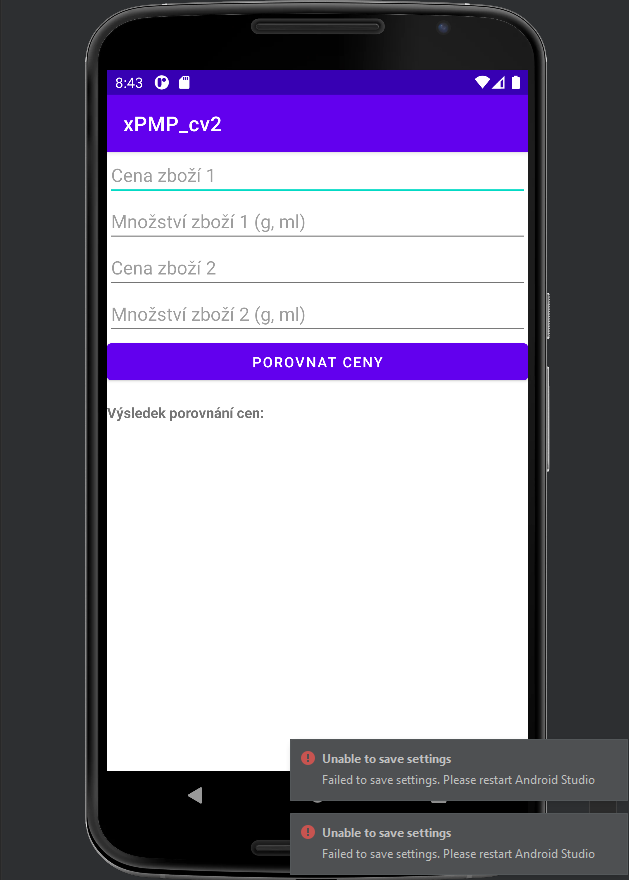 8:43
xPMP_cv2
Cena zboží 1
Množství zboží 1 (g, ml)
Cena zboží 2
Množství zboží 2 (g, ml)
POROVNAT CENY
Výsledek porovnání cen:
Unable to save settings
Failed to save settings. Please restart Android Studio
Unable to save settings
Failed to save settings. Please restart Android Studio